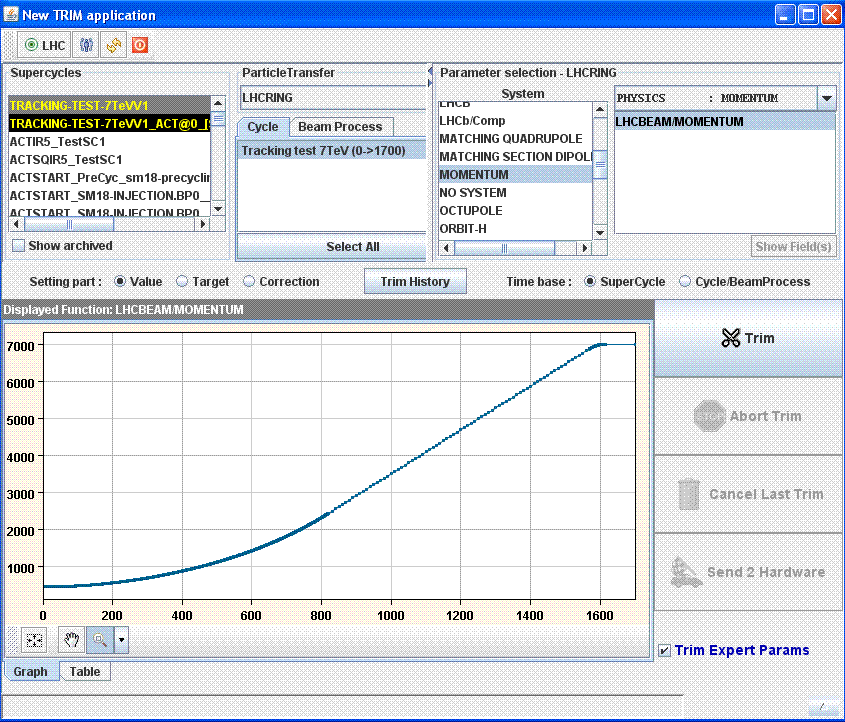 New TRIM application
LHC
Supercycles
TRACKING-TEST-7TeVV1
TRACKING-TEST-7TeVV1_ACT@0_[
ACTIR5_TestSC1
ACTSQIR5_TestSC1
ACTSTART_PreCyc_sm18-precyclin
ACTSTART_SM18-INJECTION.BP0__
ACTSTART_SM18-INJECTION.BP0
Show archived
ParticleTransfer
LHCRING
Cycle
Beam Process
Tracking test 7TeV (0->1700)
Select All
Parameter selection - LHCRING
System
LHCB
LHCb/Comp
MATCHING QUADRUPOLE
MATCHING SECTION DIPOL
MOMENTUM
NO SYSTEM
OCTUPOLE
ORBIT-H
PHYSICS : MOMENTUM
LHCBEAM/MOMENTUM
Show Field(s)
Setting part : Value Target Correction
Trim History
Time base : SuperCycle Cycle/BeamProcess
Displayed Function: LHCBEAM/MOMENTUM
7000
6000
5000
4000
3000
2000
1000
0 200 400 600 800 1000 1200 1400 1600
Graph
Table
Trim
STOP
Abort Trim
Cancel Last Trim
Send 2 Hardware
Trim Expert Params